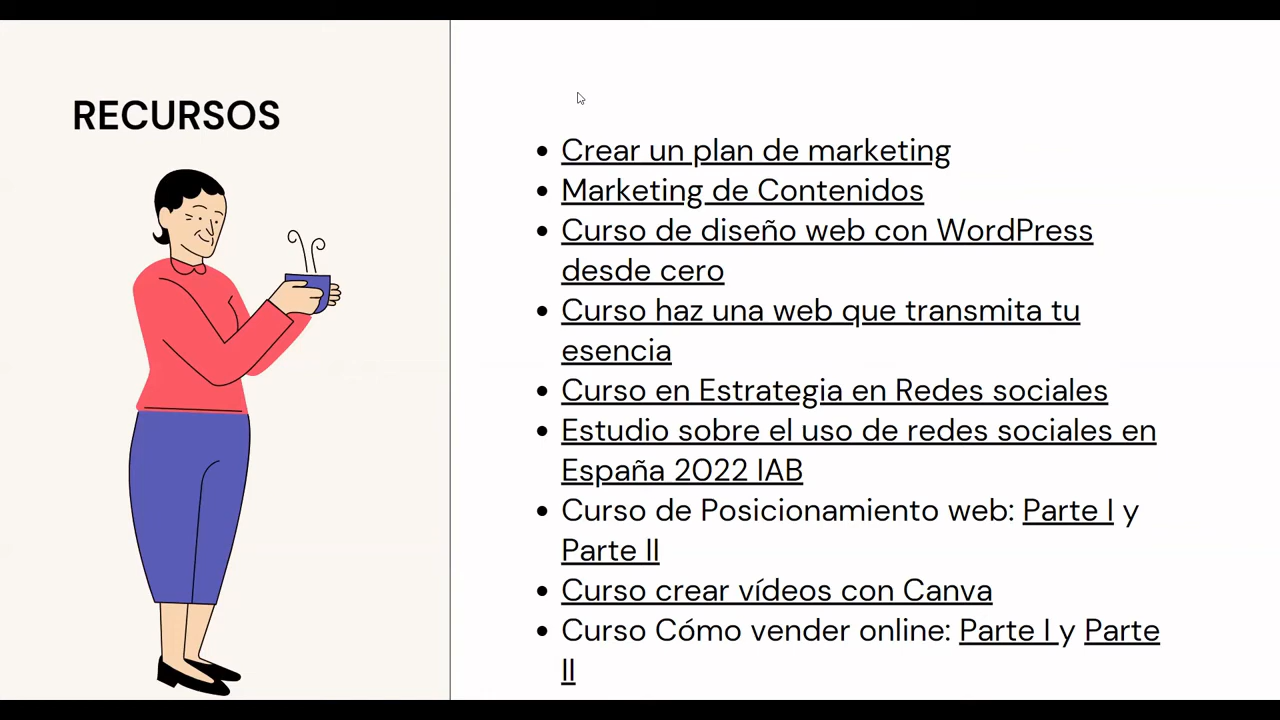 RECURSOS
Crear un plan de marketing
Marketing de Contenidos
Curso de diseño web con WordPress
desde cero
Curso haz una web que transmita tu
esencia
Curso en Estrategia en Redes sociales
Estudio sobre el uso de redes sociales en
España 2022 IAB
Curso de Posicionamiento web: Parte I y
Parte II
Curso crear vídeos con Canva
Curso Cómo vender online: Parte I y Parte
II